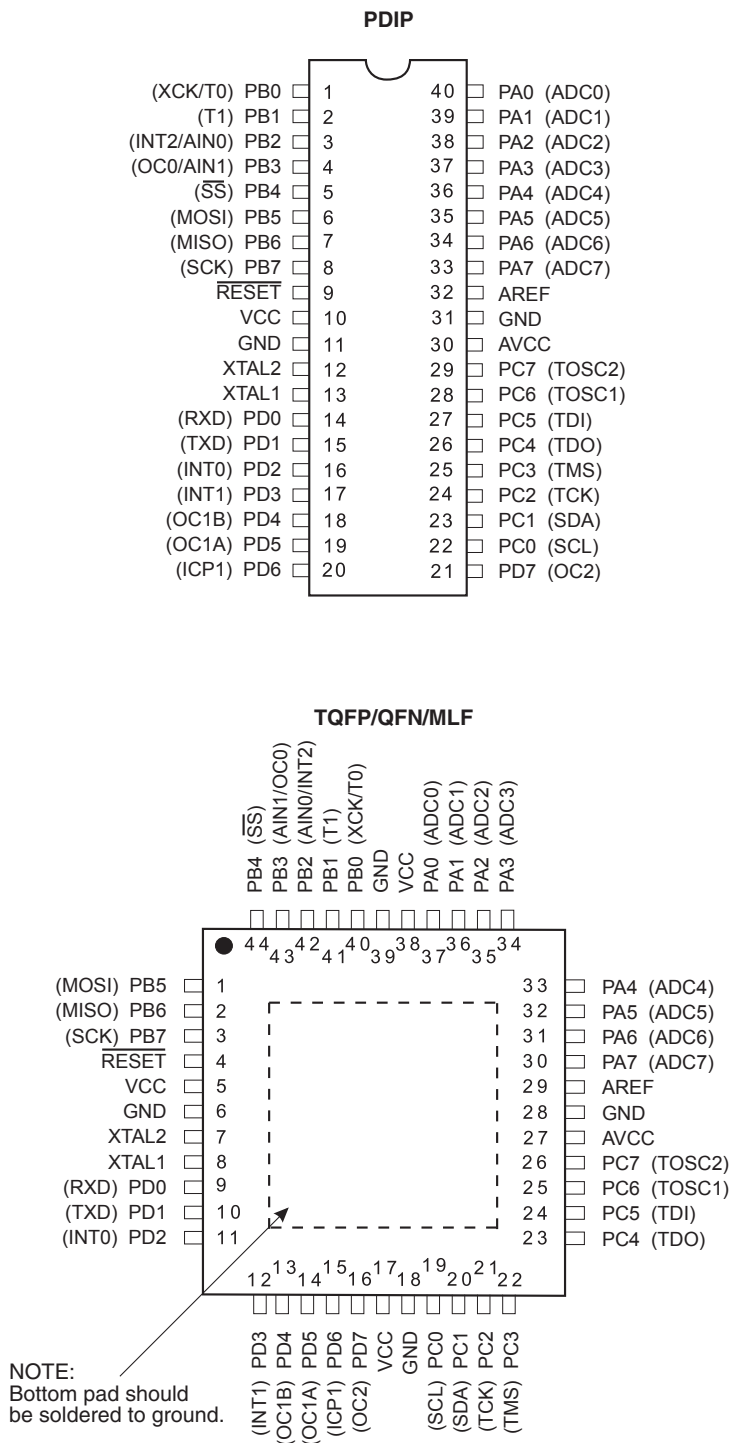 PDIP
(XCK/T0) PB0 1 40 PA0 (ADC0)
(T1) PB1 2 39 PA1 (ADC1)
(INT2/AIN0) PB2 3 38 PA2 (ADC2)
(OC0/AIN1) PB3 4 37 PA3 (ADC3)
(SS) PB4 5 36 PA4 (ADC4)
(MOSI) PB5 6 35 PA5 (ADC5)
(MISO) PB6 7 34 PA6 (ADC6)
(SCK) PB7 8 33 PA7 (ADC7)
RESET 9 32 AREF
VCC 10 31 GND
GND 11 30 AVCC
XTAL2 12 29 PC7 (TOSC2)
XTAL1 13 28 PC6 (TOSC1)
(RXD) PD0 14 27 PC5 (TDI)
(TXD) PD1 15 26 PC4 (TDO)
(INT0) PD2 16 25 PC3 (TMS)
(INT1) PD3 17 24 PC2 (TCK)
(OC1B) PD4 18 23 PC1 (SDA)
(OC1A) PD5 19 22 PC0 (SCL)
(ICP1) PD6 20 21 PD7 (OC2)
TQFP/QFN/MLF
PB4 (SS)
PB3 (AIN1/OC0)
PB2 (AIN0/INT2)
PB1 (T1)
PB0 (XCK/T0)
GND
VCC
PA0 (ADC0)
PA1 (ADC1)
PA2 (ADC2)
PA3 (ADC3)
44 43 42 41 40 39 38 37 36 35 34
(MOSI) PB5 1 33 PA4 (ADC4)
(MISO) PB6 2 32 PA5 (ADC5)
(SCK) PB7 3 31 PA6 (ADC6)
RESET 4 30 PA7 (ADC7)
VCC 5 29 AREF
GND 6 28 GND
XTAL2 7 27 AVCC
XTAL1 8 26 PC7 (TOSC2)
(RXD) PD0 9 25 PC6 (TOSC1)
(TXD) PD1 10 24 PC5 (TDI)
(INT0) PD2 11 23 PC4 (TDO)
12 13 14 15 16 17 18 19 20 21 22
(INT1) PD3
(OC1B) PD4
(OC1A) PD5
(ICP1) PD6
(OC2) PD7
VCC
GND
(SCL) PC0
(SDA) PC1
(TCK) PC2
(TMS) PC3
NOTE:
Bottom pad should
be soldered to ground.